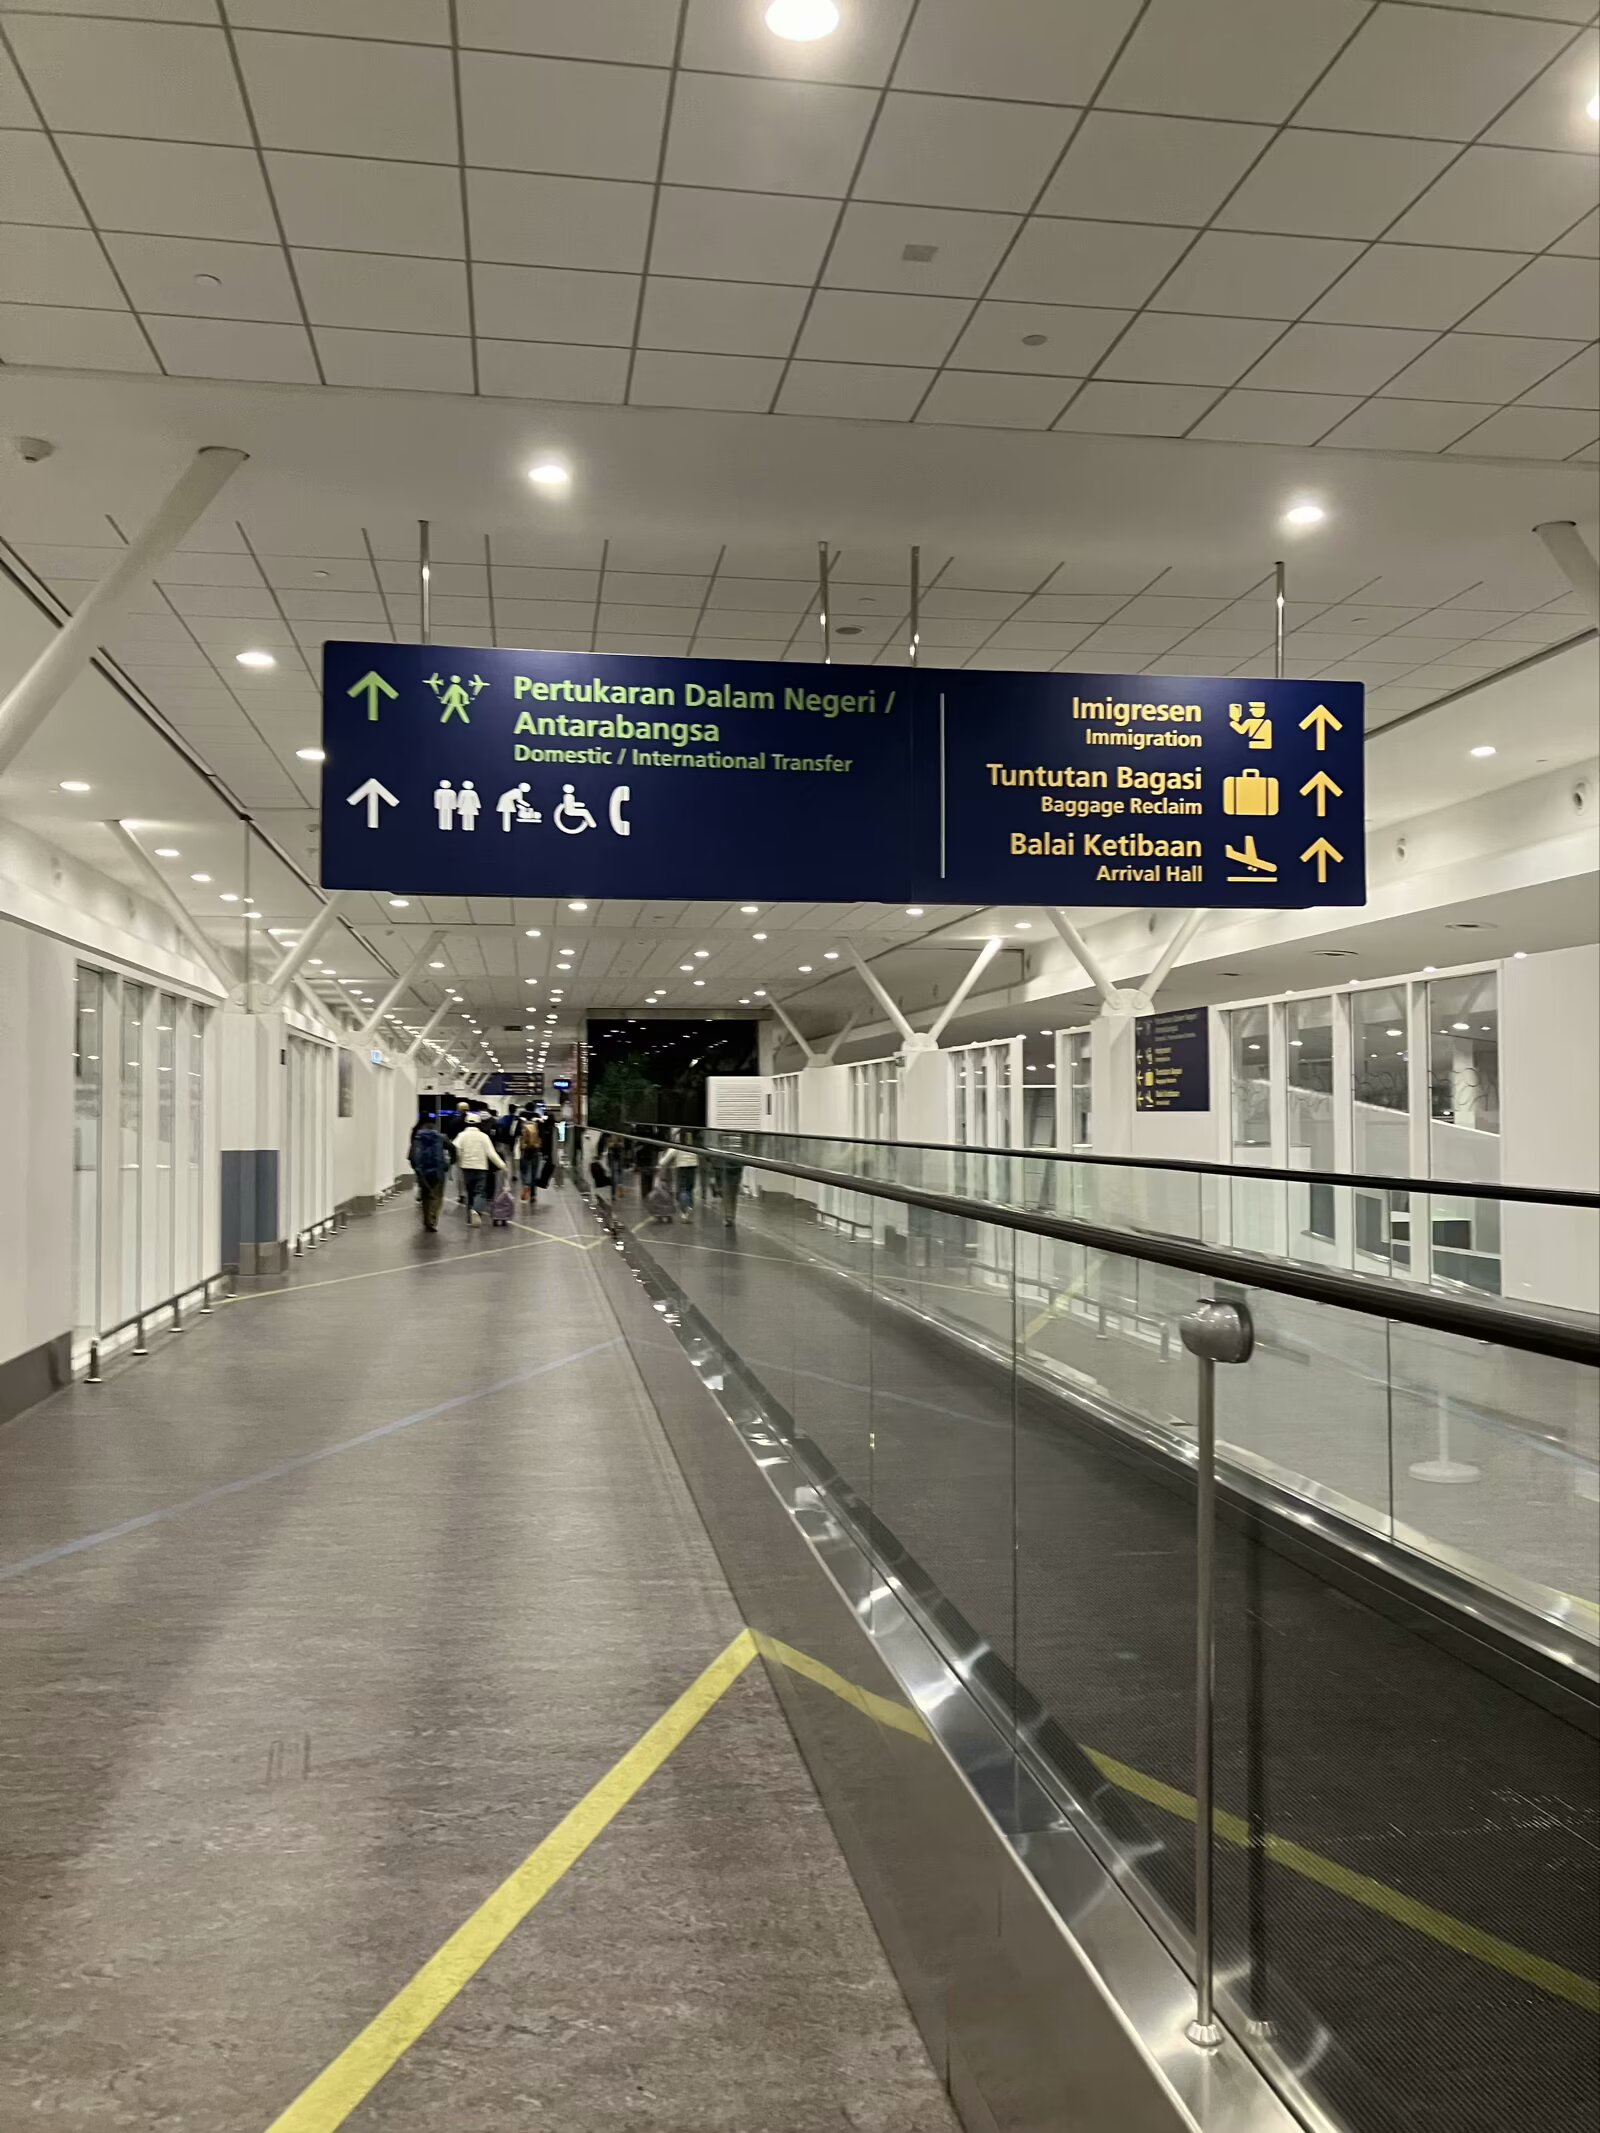 Pertukaran Dalam Negeri /
Antarabangsa
Domestic / International Transfer
Imigresen
Immigration
Tuntutan Bagasi
Baggage Reclaim
Balai Ketibaan
Arrival Hall